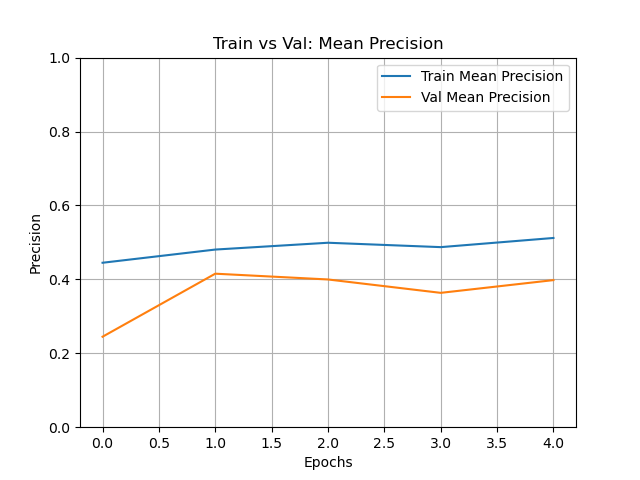 Train vs Val: Mean Precision
1.0
0.8
0.6
0.4
0.2
0.0
Precision
Train Mean Precision
Val Mean Precision
0.0 0.5 1.0 1.5 2.0 2.5 3.0 3.5 4.0
Epochs